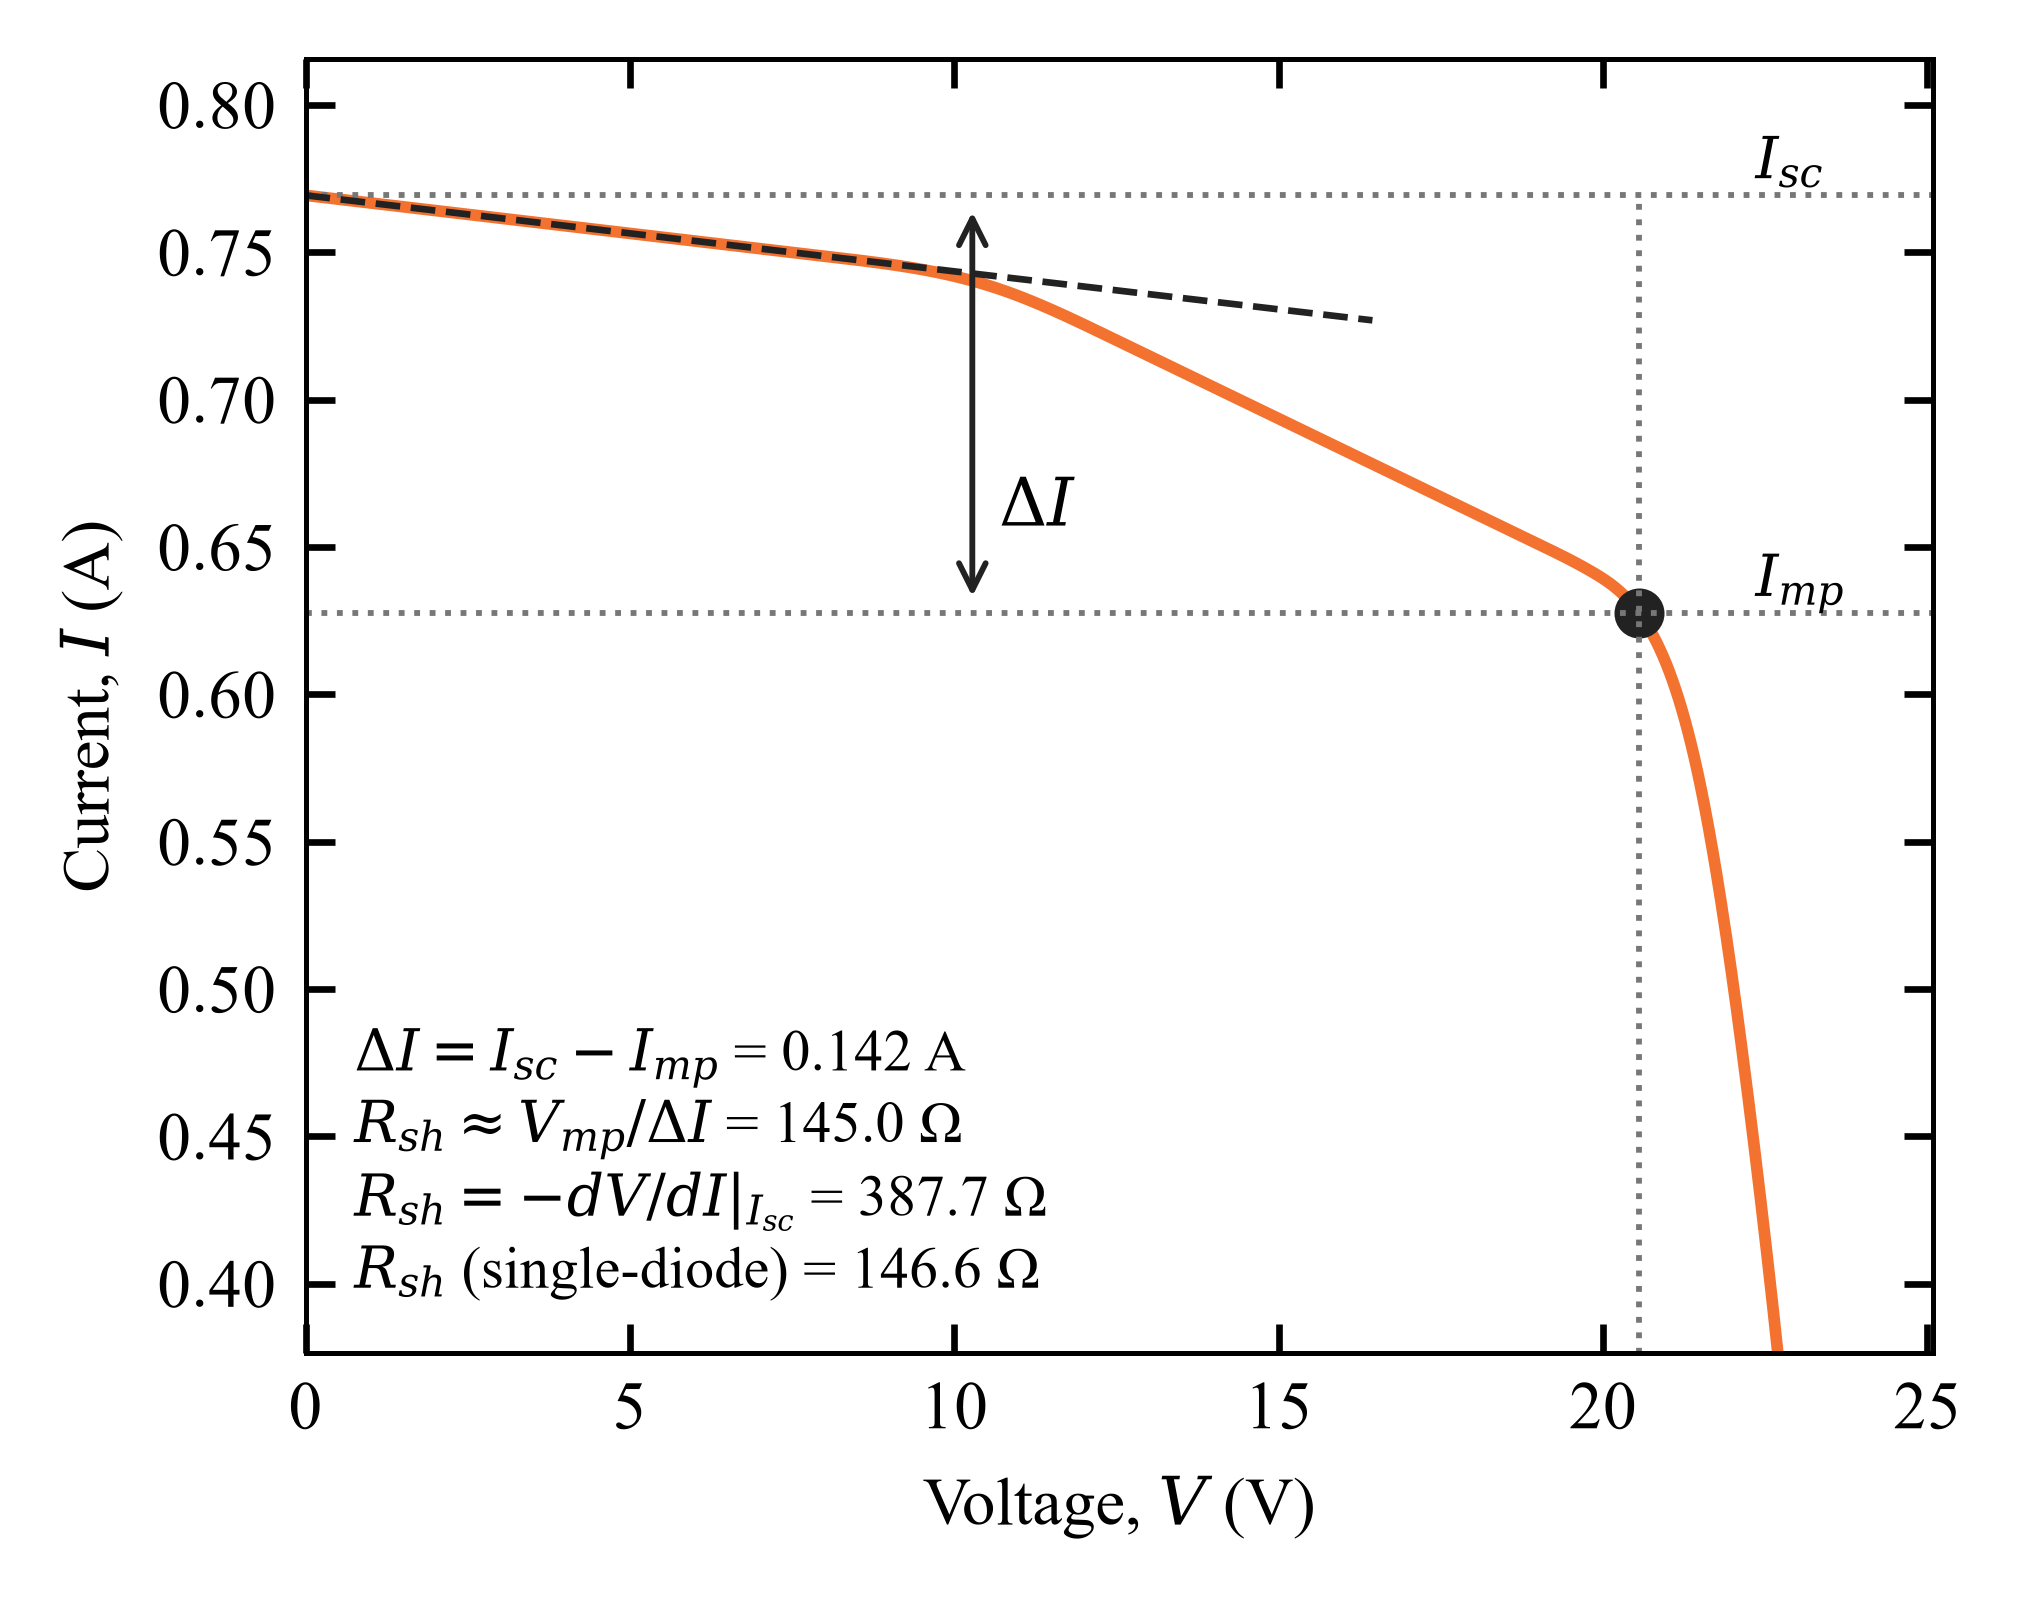 0.80
0.75
0.70
0.65
0.60
0.55
0.50
0.45
0.40
Current, I (A)
I_sc
ΔI
I_mp
ΔI = I_sc − I_mp = 0.142 A
R_sh ≈ V_mp/ΔI = 145.0 Ω
R_sh = −dV/dI|_{I_sc} = 387.7 Ω
R_sh (single-diode) = 146.6 Ω
0 5 10 15 20 25
Voltage, V (V)